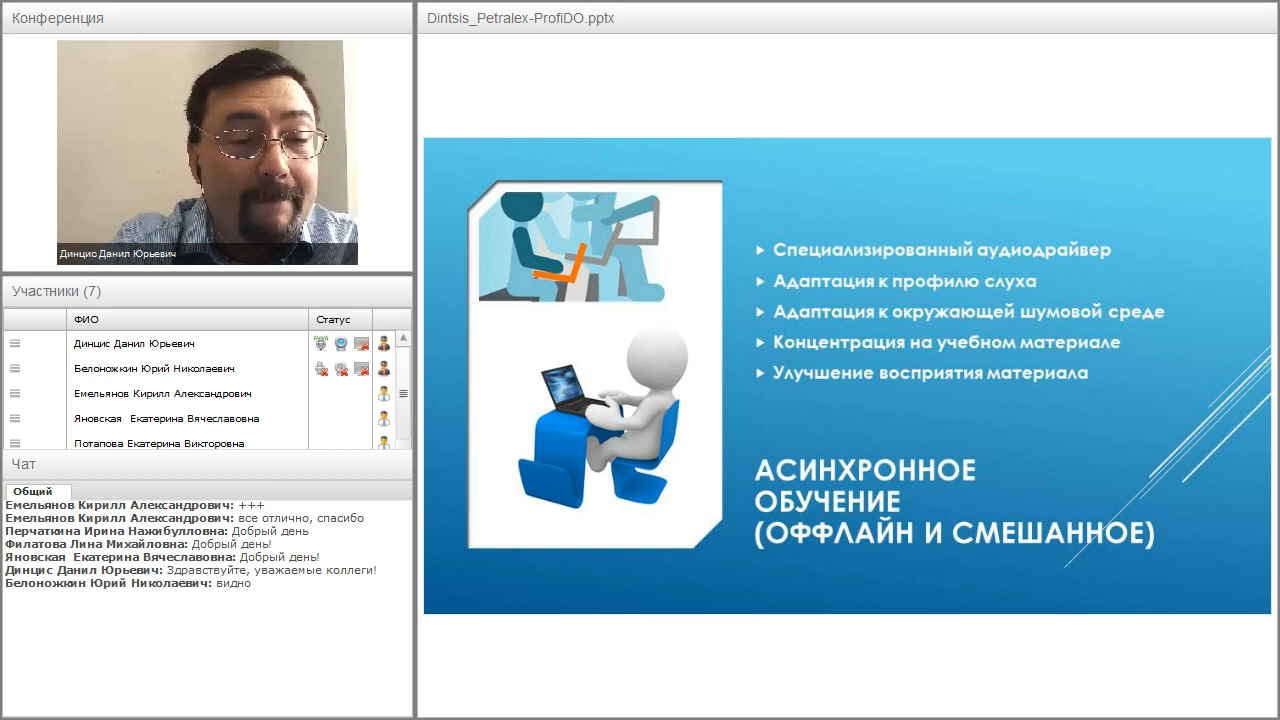 Конференция
Динцис Данил Юрьевич
Участники (7)
ФИО Статус
Динцис Данил Юрьевич
Белоножкин Юрий Николаевич
Емельянов Кирилл Александрович
Яновская Екатерина Вячеславовна
Потапова Екатерина Викторовна
Чат
Общий
Емельянов Кирилл Александрович: +++
Емельянов Кирилл Александрович: все отлично, спасибо
Перчаткина Ирина Нажибулловна: Добрый день
Филатова Лина Михайловна: Добрый день!
Яновская Екатерина Вячеславовна: Добрый день!
Динцис Данил Юрьевич: Здравствуйте, уважаемые коллеги!
Белоножкин Юрий Николаевич: видно
Dintsis_Petralex-ProfiDO.pptx
Специализированный аудиодрайвер
Адаптация к профилю слуха
Адаптация к окружающей шумовой среде
Концентрация на учебном материале
Улучшение восприятия материала
АСИНХРОННОЕ
ОБУЧЕНИЕ
(ОФФЛАЙН И СМЕШАННОЕ)